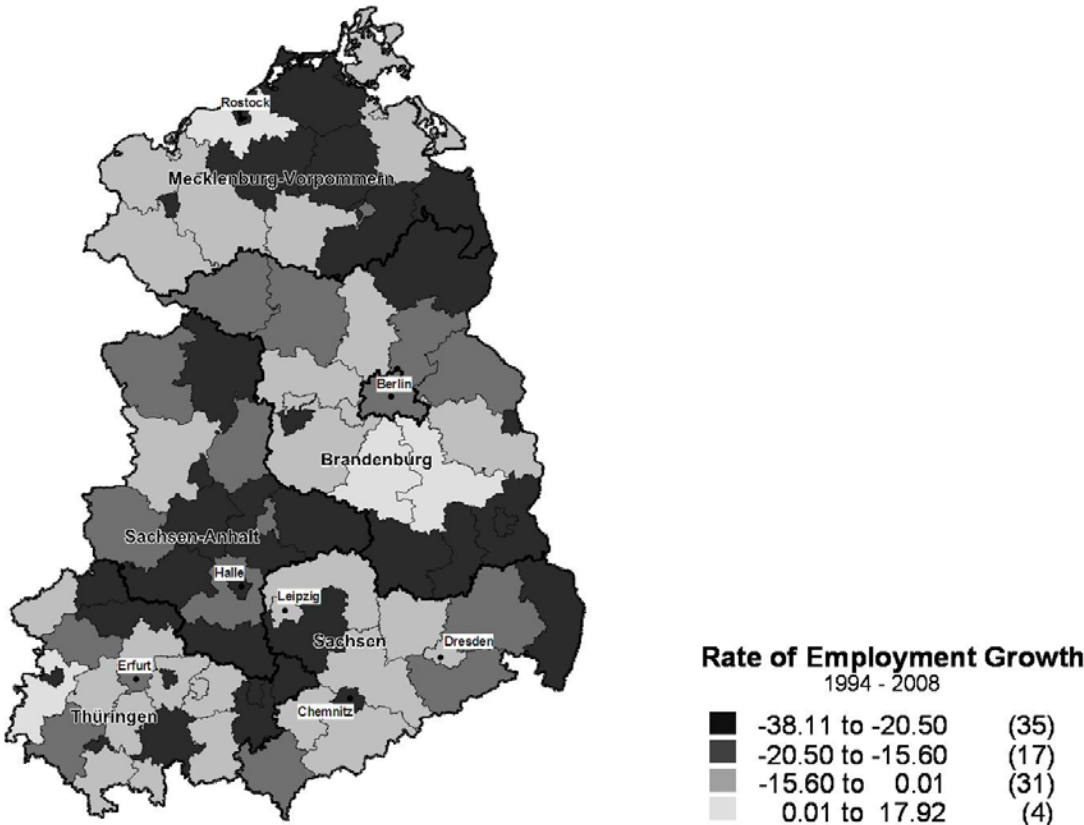 Rostock
Mecklenburg-Vorpommern
Berlin
Brandenburg
Sachsen-Anhalt
Halle
Leipzig
Sachsen
Dresden
Erfurt
Thüringen
Chemnitz
Rate of Employment Growth
1994 - 2008
-38.11 to -20.50 (35)
-20.50 to -15.60 (17)
-15.60 to 0.01 (31)
0.01 to 17.92 (4)